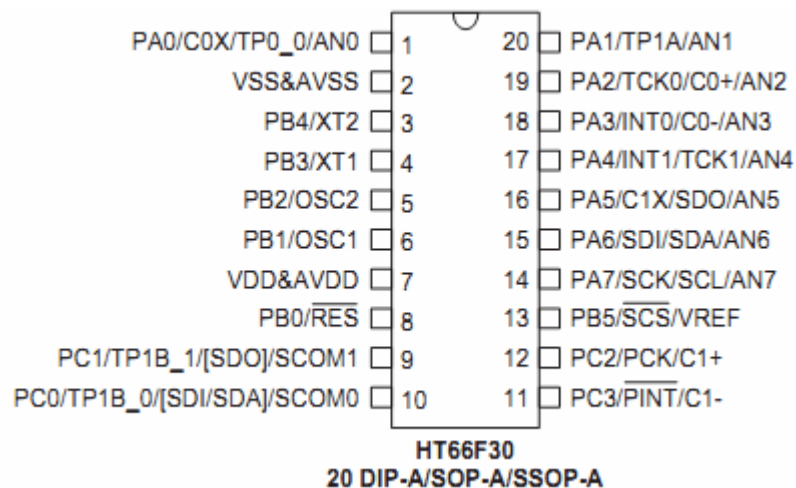 PA0/C0X/TP0_0/AN0 1 20 PA1/TP1A/AN1
VSS&AVSS 2 19 PA2/TCK0/C0+/AN2
PB4/XT2 3 18 PA3/INT0/C0-/AN3
PB3/XT1 4 17 PA4/INT1/TCK1/AN4
PB2/OSC2 5 16 PA5/C1X/SDO/AN5
PB1/OSC1 6 15 PA6/SDI/SDA/AN6
VDD&AVDD 7 14 PA7/SCK/SCL/AN7
PB0/R̅E̅S̅ 8 13 PB5/S̅C̅S̅/VREF
PC1/TP1B_1/[SDO]/SCOM1 9 12 PC2/PCK/C1+
PC0/TP1B_0/[SDI/SDA]/SCOM0 10 11 PC3/P̅I̅N̅T̅/C1-
HT66F30
20 DIP-A/SOP-A/SSOP-A